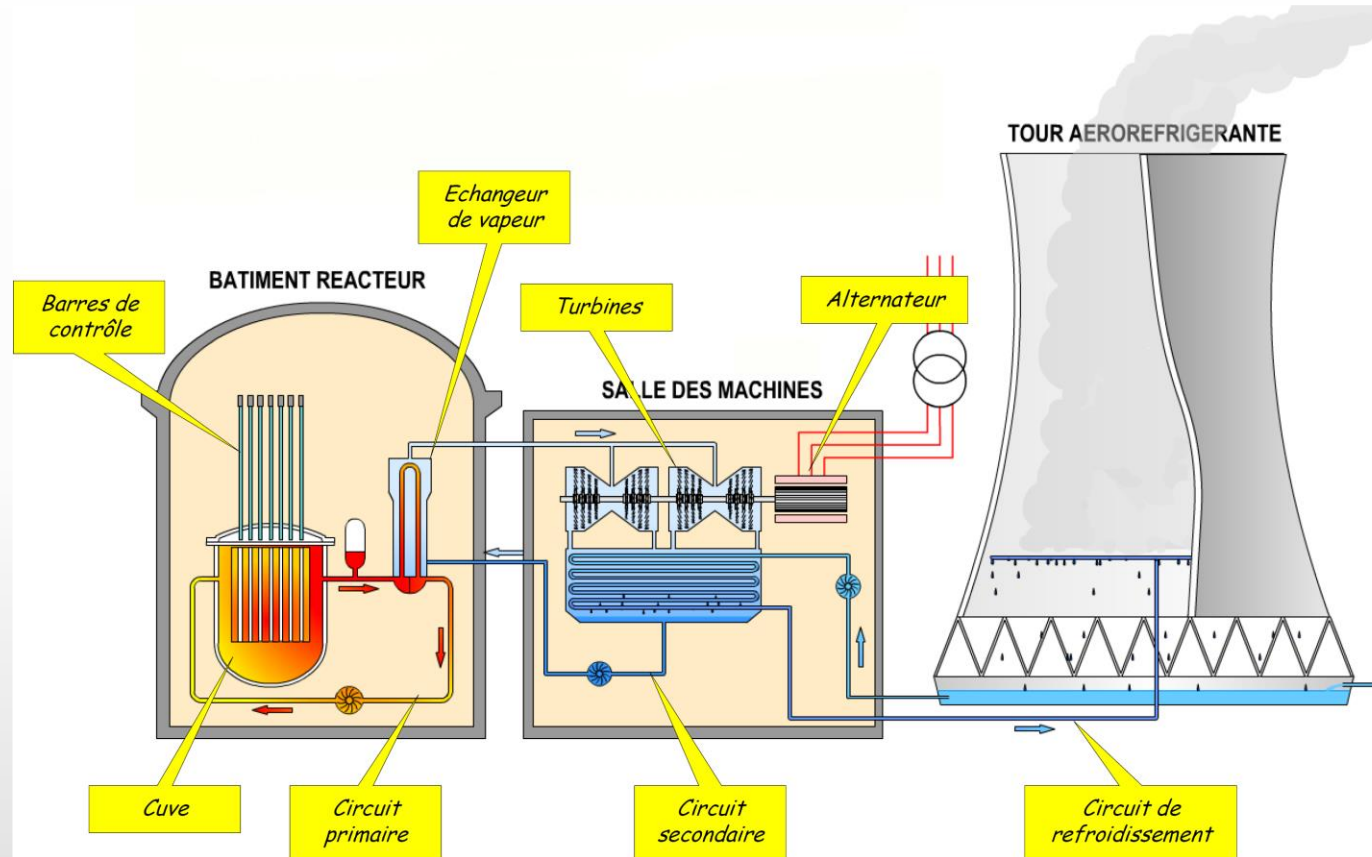 TOUR AEROREFRIGERANTE
Echangeur
de vapeur
BATIMENT REACTEUR
Barres de
contrôle
Turbines
Alternateur
SALLE DES MACHINES
Cuve
Circuit
primaire
Circuit
secondaire
Circuit de
refroidissement